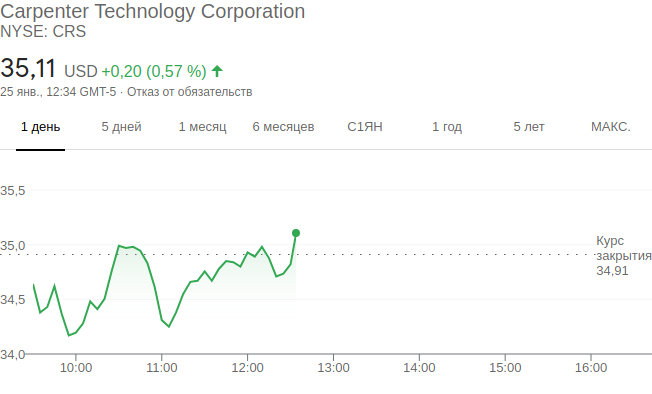 Carpenter Technology Corporation
NYSE: CRS
35,11 USD +0,20 (0,57 %)
25 янв., 12:34 GMT-5 · Отказ от обязательств
1 день 5 дней 1 месяц 6 месяцев С1ЯН 1 год 5 лет МАКС.
35,5
35,0
34,5
34,0
Курс
закрытия
34,91
10:00 11:00 12:00 13:00 14:00 15:00 16:00